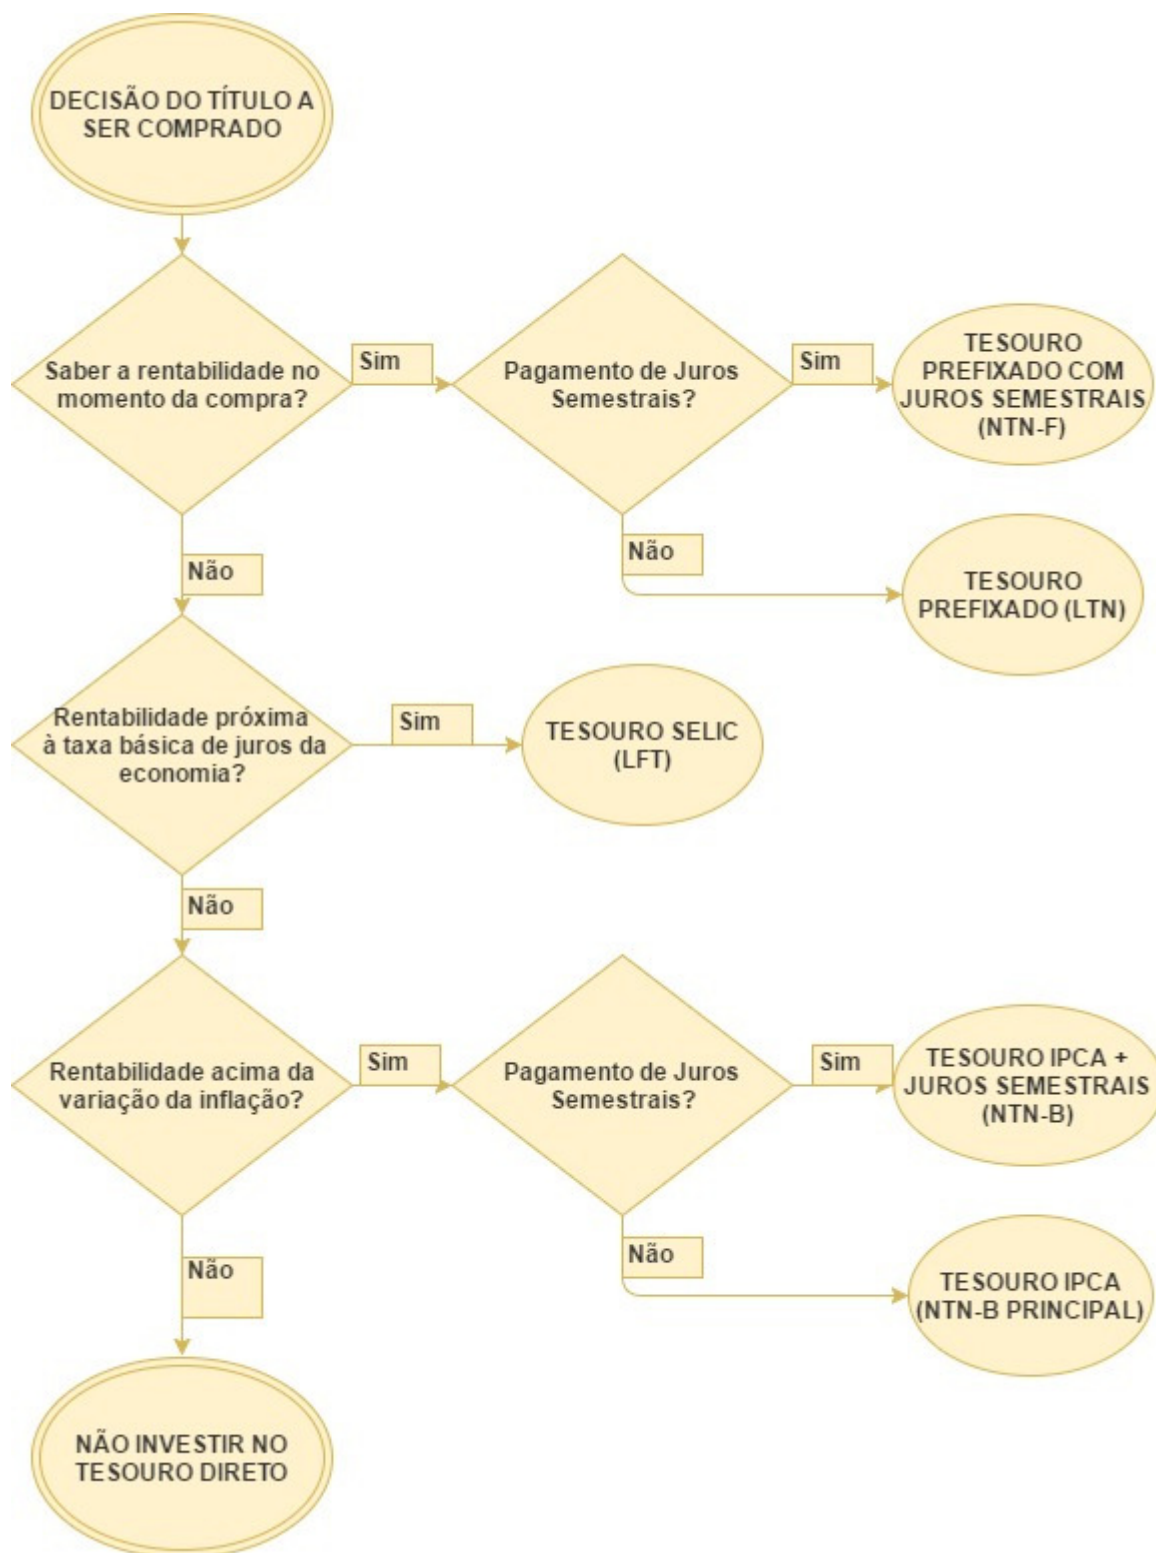 DECISÃO DO TÍTULO A
SER COMPRADO
Saber a rentabilidade no
momento da compra?
Sim
Pagamento de Juros
Semestrais?
Sim
TESOURO
PREFIXADO COM
JUROS SEMESTRAIS
(NTN-F)
Não
Não
TESOURO
PREFIXADO (LTN)
Rentabilidade próxima
à taxa básica de juros da
economia?
Sim
TESOURO SELIC
(LFT)
Não
Rentabilidade acima da
variação da inflação?
Sim
Pagamento de Juros
Semestrais?
Sim
TESOURO IPCA +
JUROS SEMESTRAIS
(NTN-B)
Não
Não
TESOURO IPCA
(NTN-B PRINCIPAL)
NÃO INVESTIR NO
TESOURO DIRETO